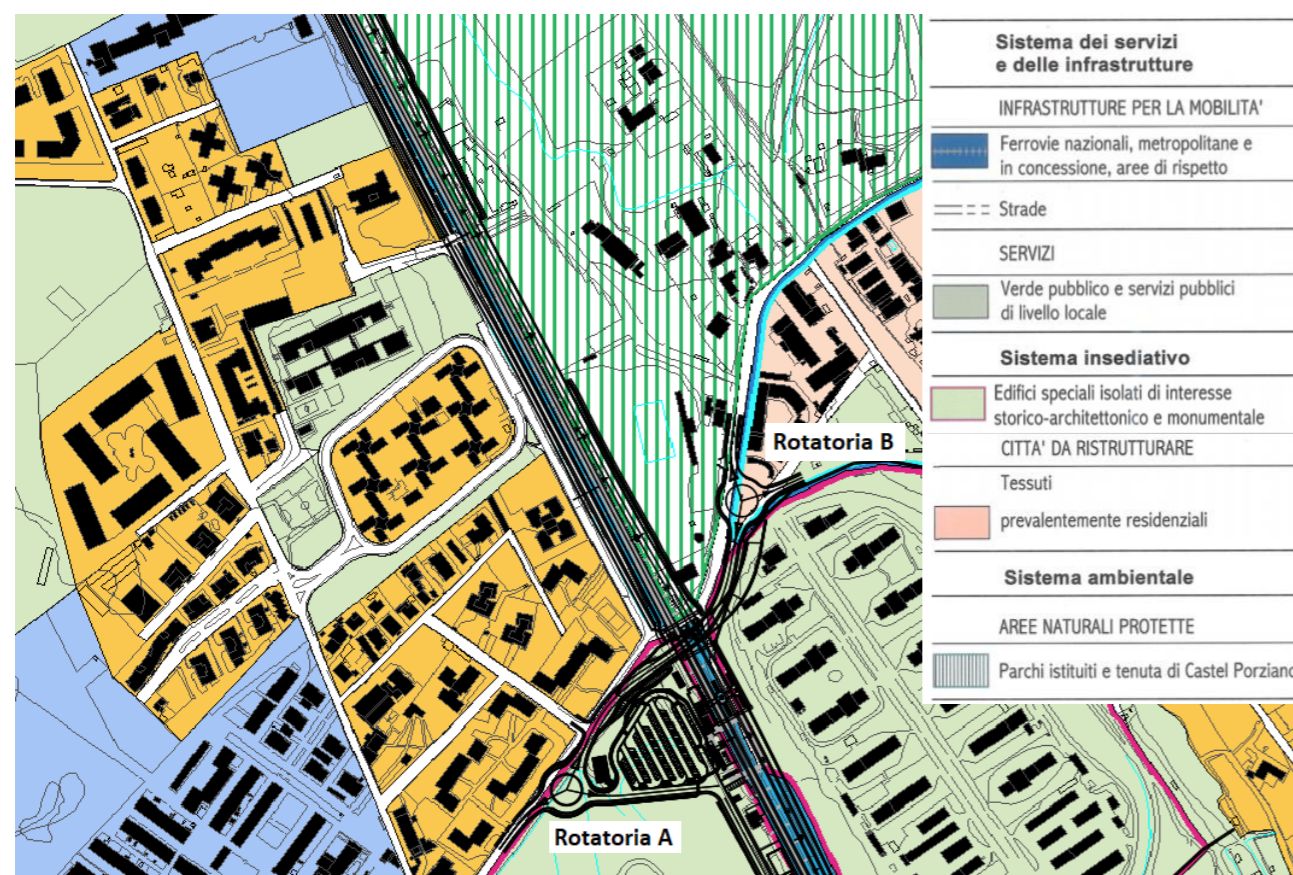 Sistema dei servizi
e delle infrastrutture
INFRASTRUTTURE PER LA MOBILITA'
Ferrovie nazionali, metropolitane e
in concessione, aree di rispetto
Strade
SERVIZI
Verde pubblico e servizi pubblici
di livello locale
Sistema insediativo
Edifici speciali isolati di interesse
storico-architettonico e monumentale
CITTA' DA RISTRUTTURARE
Tessuti
prevalentemente residenziali
Sistema ambientale
AREE NATURALI PROTETTE
Parchi istituiti e tenuta di Castel Porziano
Rotatoria B
Rotatoria A